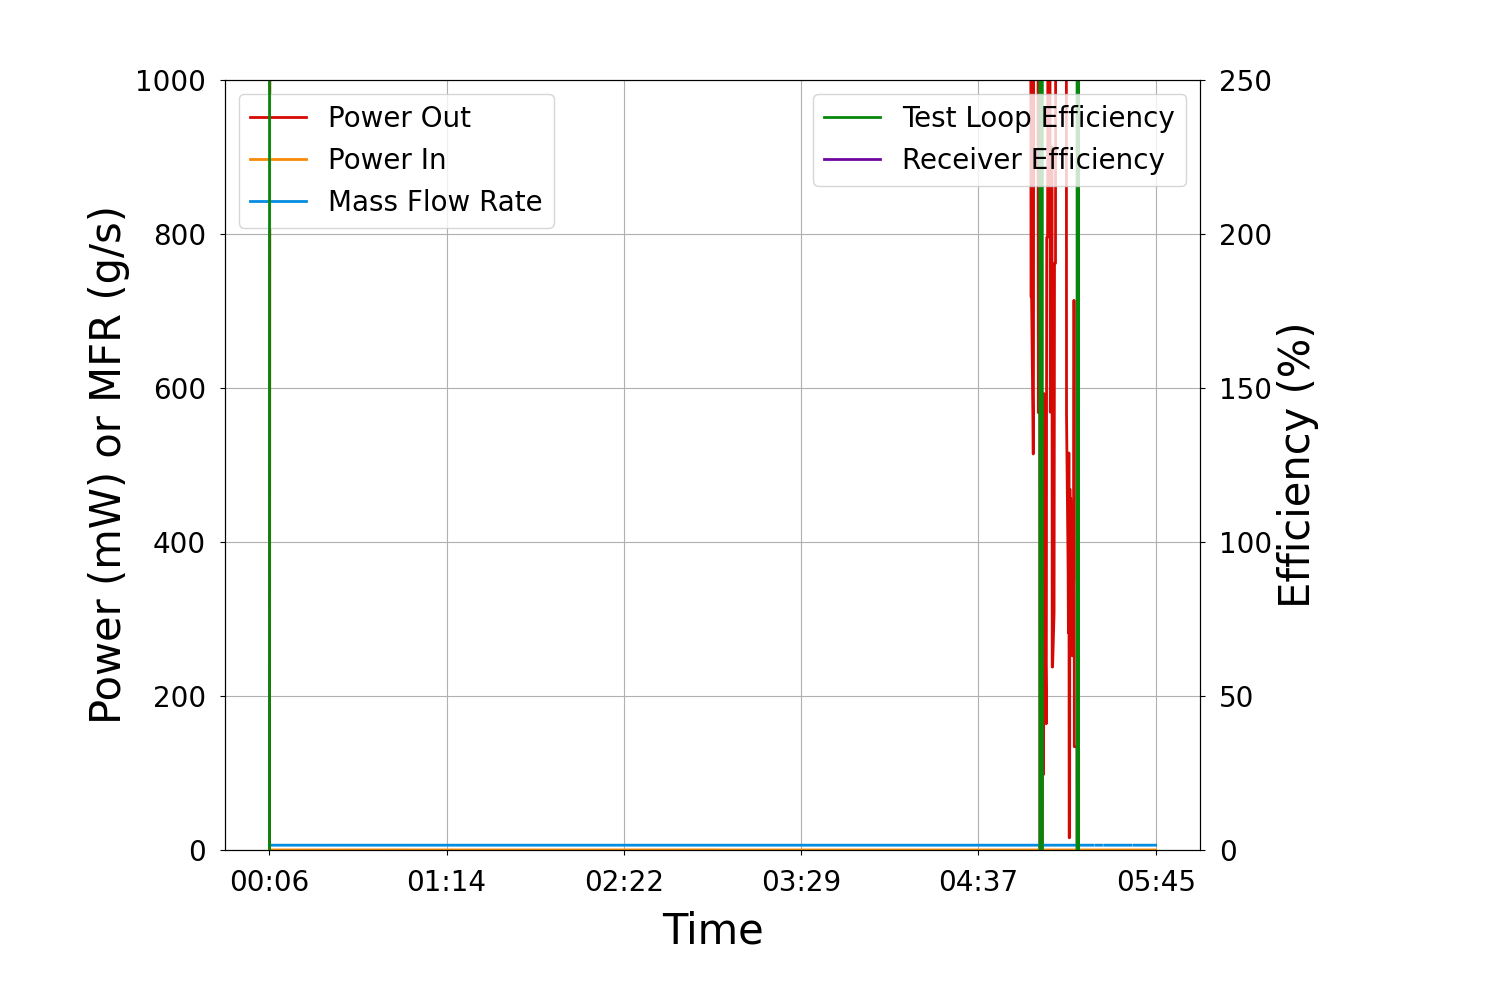 1000
800
600
400
200
0
Power (mW) or MFR (g/s)
Power Out
Power In
Mass Flow Rate
Test Loop Efficiency
Receiver Efficiency
250
200
150
100
50
0
Efficiency (%)
00:06 01:14 02:22 03:29 04:37 05:45
Time